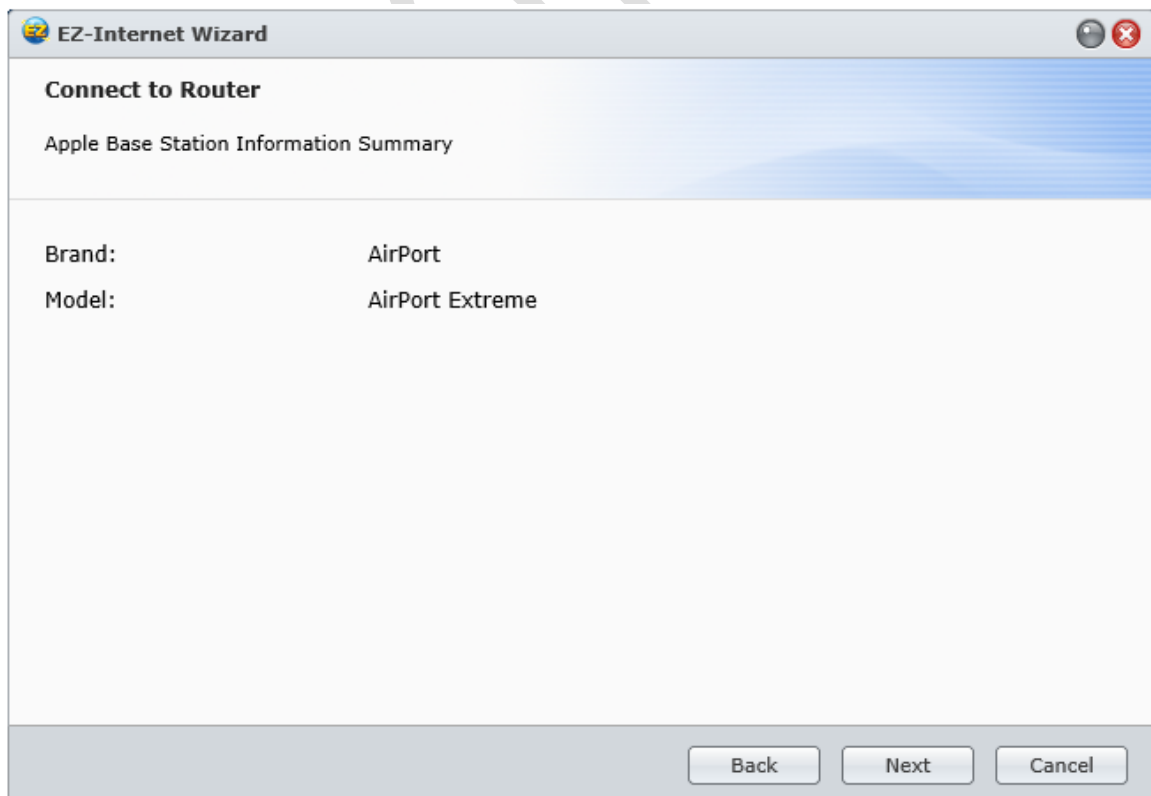 EZ EZ-Internet Wizard
Connect to Router
Apple Base Station Information Summary
Brand: AirPort
Model: AirPort Extreme
Back Next Cancel